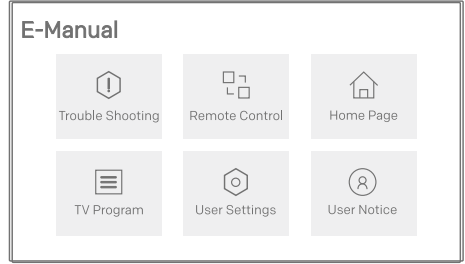 E-Manual
Trouble Shooting
Remote Control
Home Page
TV Program
User Settings
User Notice